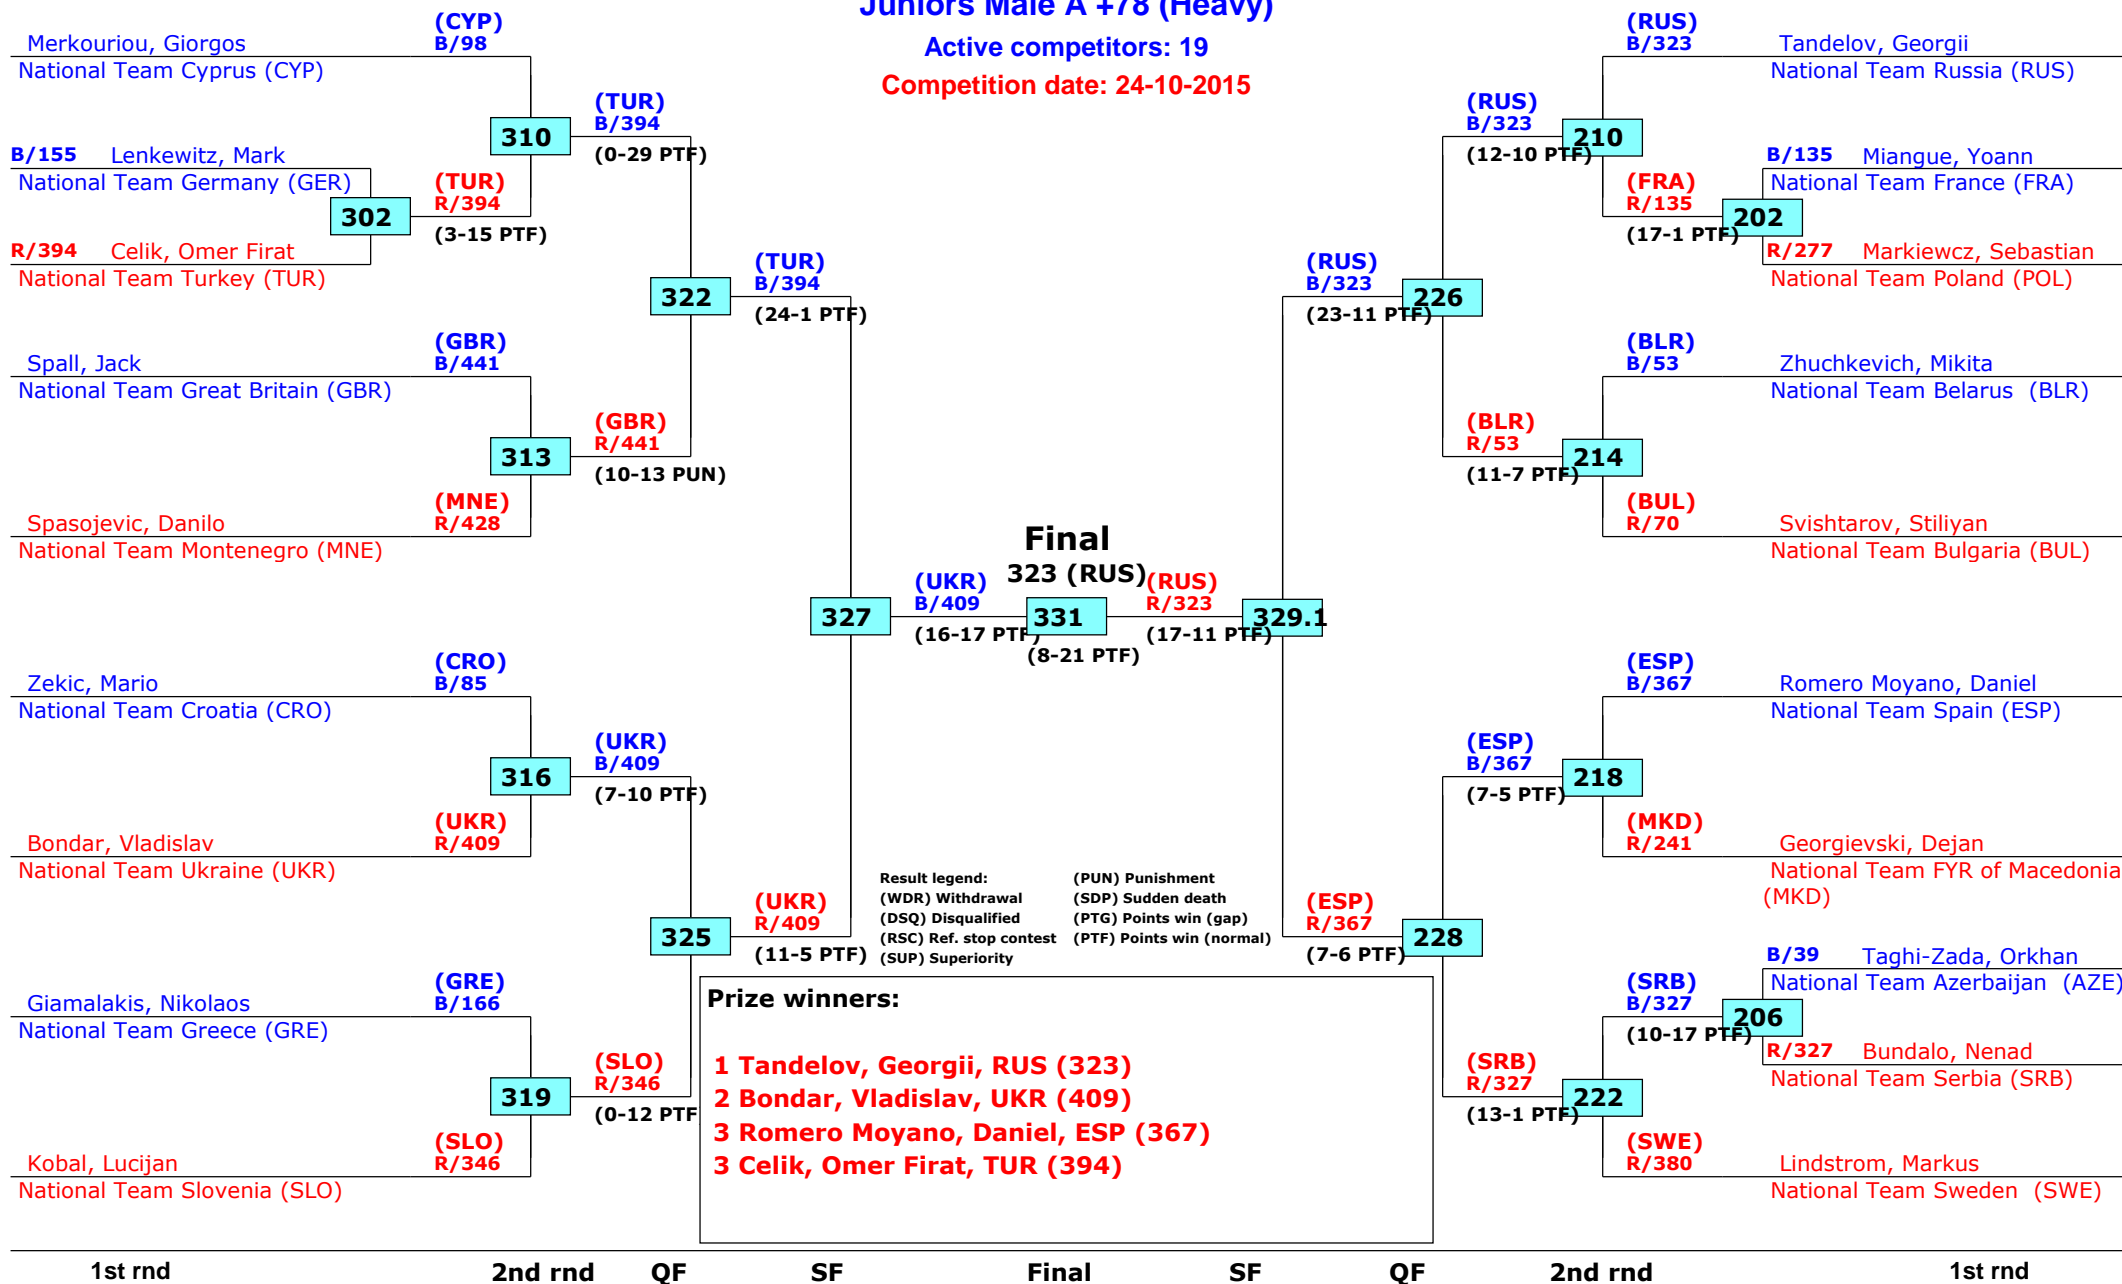 Juniors Male A +78 (Heavy)
Active competitors: 19
Competition date: 24-10-2015
Merkouriou, Giorgos
(CYP)
B/98
National Team Cyprus (CYP)
310
(TUR)
B/394
(0-29 PTF)
B/155 Lenkewitz, Mark
National Team Germany (GER)
302
(TUR)
R/394
(3-15 PTF)
R/394 Celik, Omer Firat
National Team Turkey (TUR)
322
(TUR)
B/394
(24-1 PTF)
Spall, Jack
(GBR)
B/441
National Team Great Britain (GBR)
313
(GBR)
R/441
(10-13 PUN)
Spasojevic, Danilo
(MNE)
R/428
National Team Montenegro (MNE)
327
(UKR)
B/409
(16-17 PTF)
Final
323 (RUS)
331
(8-21 PTF)
(RUS)
R/323
(17-11 PTF)
329.1
Zekic, Mario
(CRO)
B/85
National Team Croatia (CRO)
316
(UKR)
B/409
(7-10 PTF)
Bondar, Vladislav
(UKR)
R/409
National Team Ukraine (UKR)
325
(UKR)
R/409
(11-5 PTF)
Giamalakis, Nikolaos
(GRE)
B/166
National Team Greece (GRE)
319
(SLO)
R/346
(0-12 PTF
Kobal, Lucijan
(SLO)
R/346
National Team Slovenia (SLO)
(RUS)
B/323
Tandelov, Georgii
National Team Russia (RUS)
(RUS)
B/323
(12-10 PTF)
210
B/135 Miangue, Yoann
National Team France (FRA)
(FRA)
R/135
(17-1 PTF)
202
R/277 Markiewcz, Sebastian
National Team Poland (POL)
(RUS)
B/323
(23-11 PTF)
226
(BLR)
B/53
Zhuchkevich, Mikita
National Team Belarus (BLR)
(BLR)
R/53
(11-7 PTF)
214
(BUL)
R/70
Svishtarov, Stiliyan
National Team Bulgaria (BUL)
(ESP)
B/367
Romero Moyano, Daniel
National Team Spain (ESP)
(ESP)
B/367
(7-5 PTF)
218
(MKD)
R/241
Georgievski, Dejan
National Team FYR of Macedonia
(MKD)
(ESP)
R/367
(7-6 PTF)
228
B/39 Taghi-Zada, Orkhan
National Team Azerbaijan (AZE)
(SRB)
B/327
(10-17 PTF)
206
R/327 Bundalo, Nenad
National Team Serbia (SRB)
(SRB)
R/327
(13-1 PTF)
222
(SWE)
R/380
Lindstrom, Markus
National Team Sweden (SWE)
Result legend: (PUN) Punishment
(WDR) Withdrawal (SDP) Sudden death
(DSQ) Disqualified (PTG) Points win (gap)
(RSC) Ref. stop contest (PTF) Points win (normal)
(SUP) Superiority
Prize winners:
1 Tandelov, Georgii, RUS (323)
2 Bondar, Vladislav, UKR (409)
3 Romero Moyano, Daniel, ESP (367)
3 Celik, Omer Firat, TUR (394)
1st rnd 2nd rnd QF SF Final SF QF 2nd rnd 1st rnd